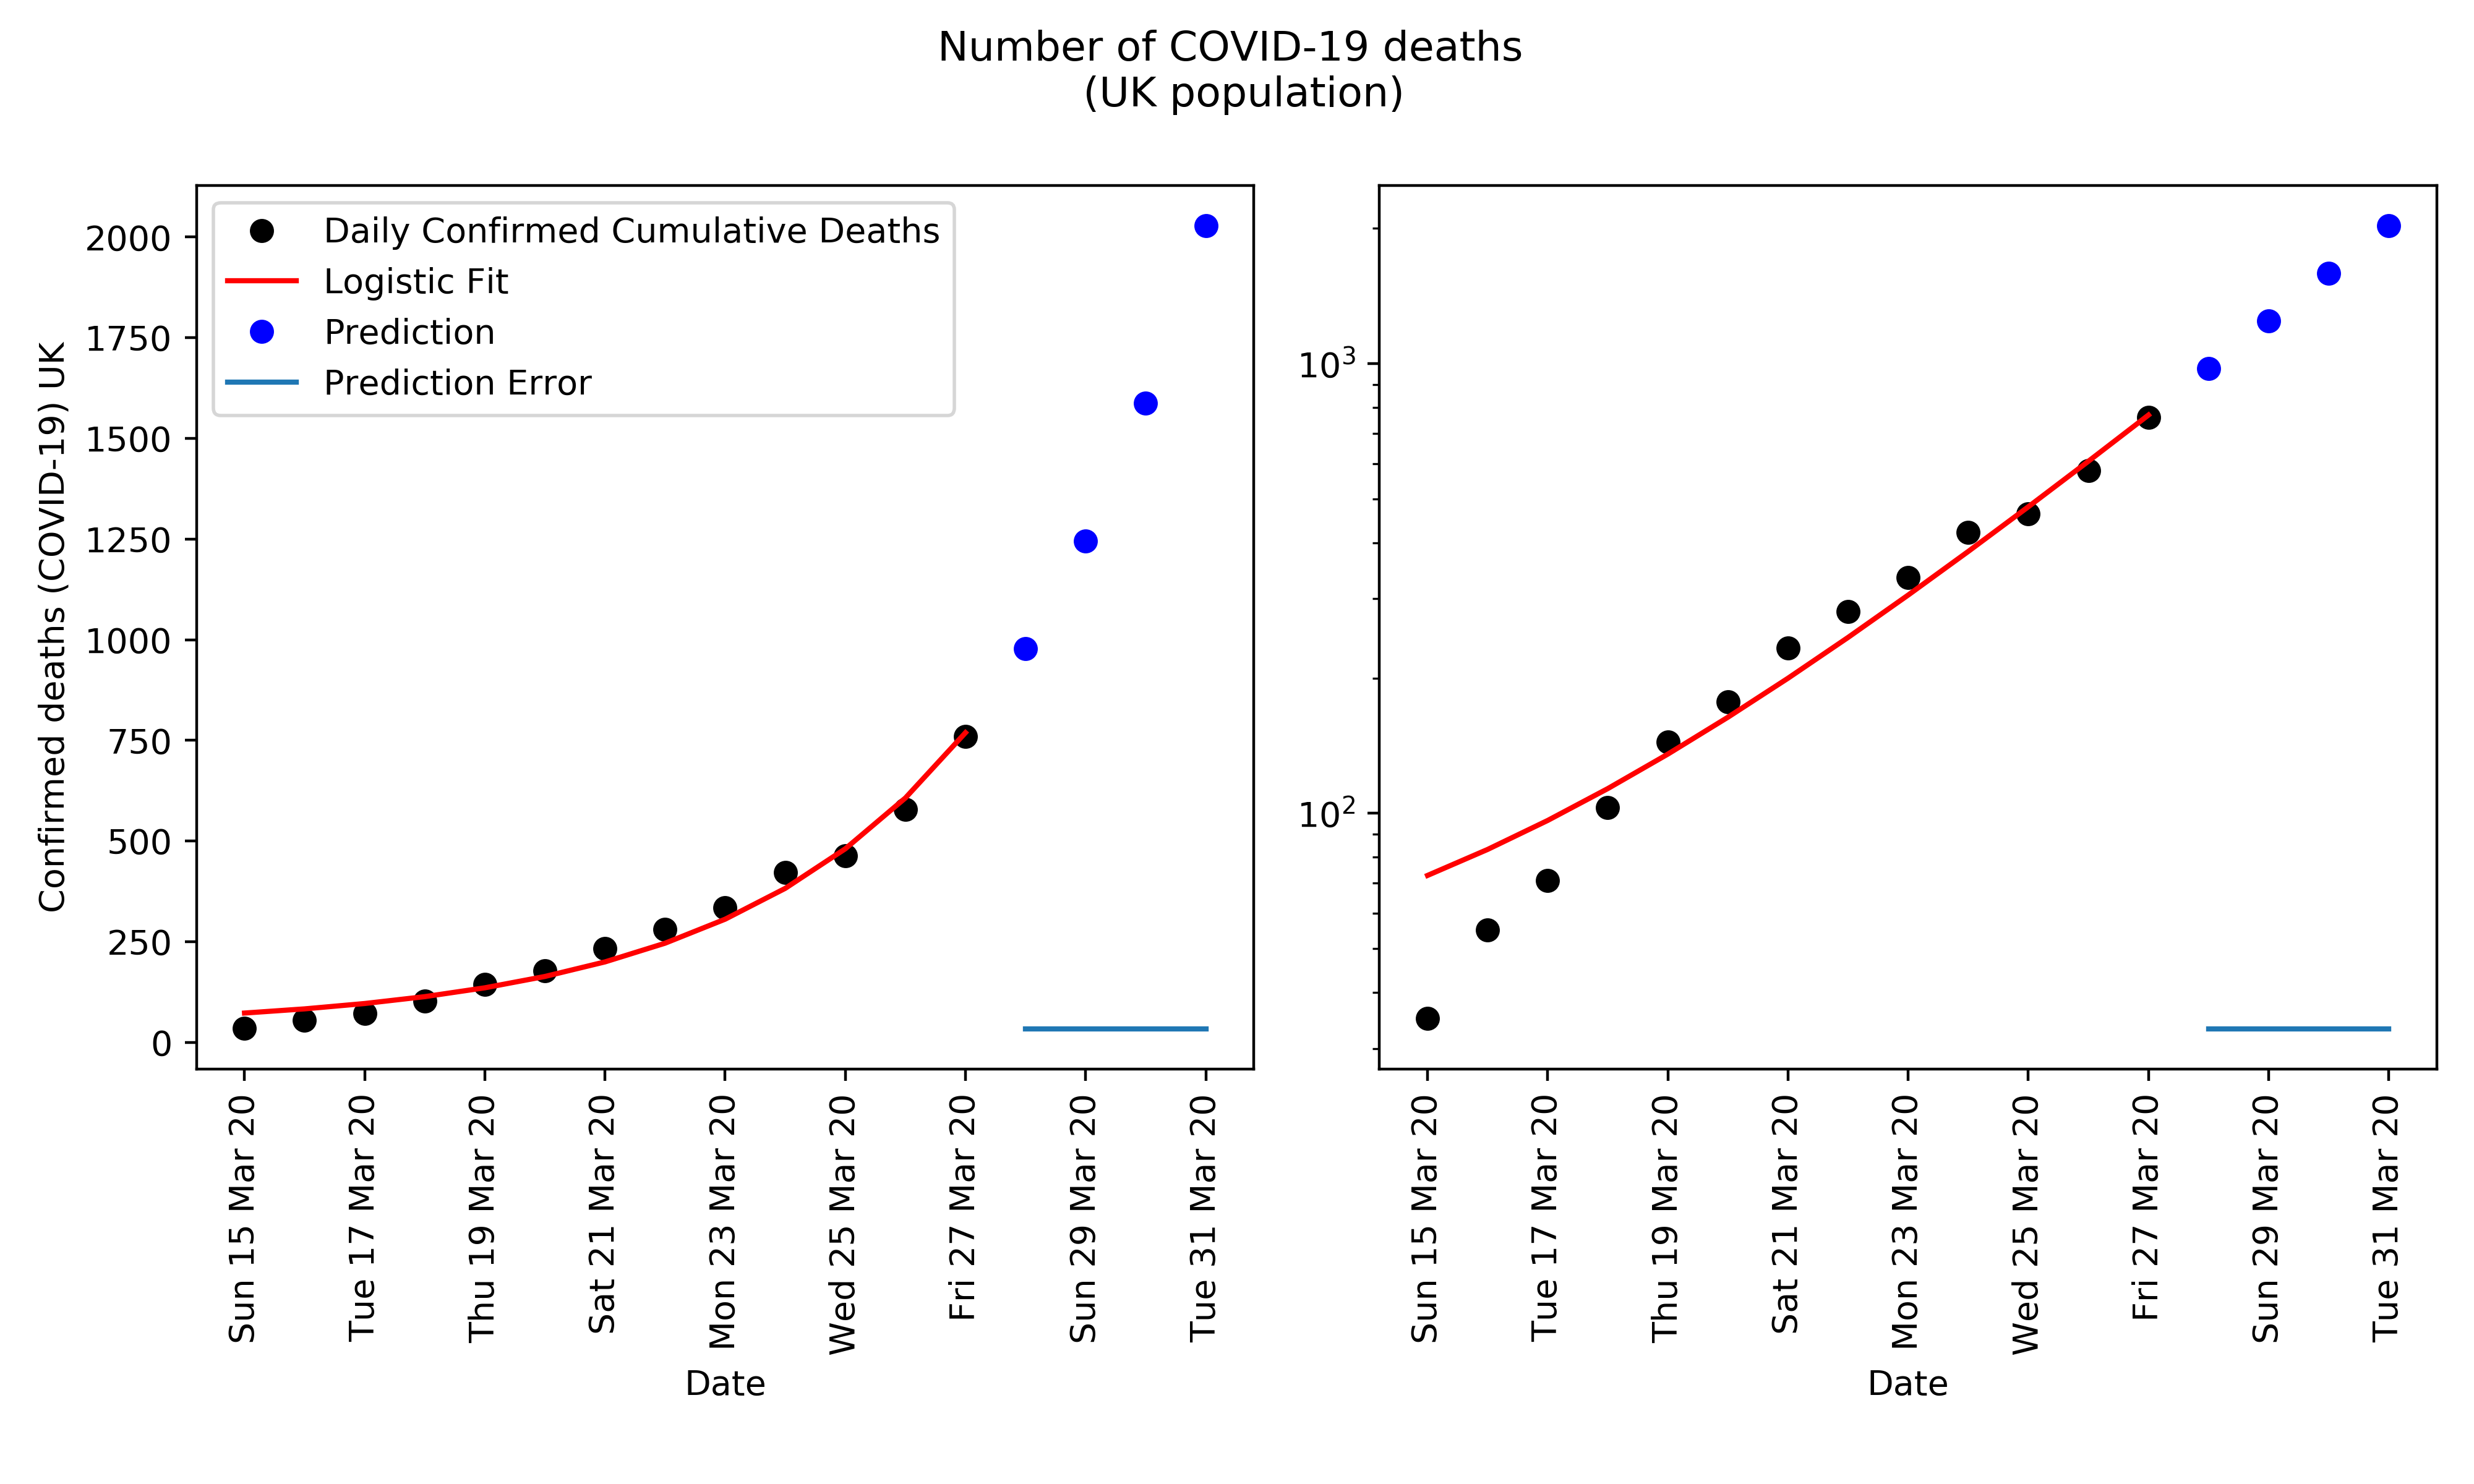 Number of COVID-19 deaths
(UK population)
Confirmed deaths (COVID-19) UK
2000
1750
1500
1250
1000
750
500
250
0
Daily Confirmed Cumulative Deaths
Logistic Fit
Prediction
Prediction Error
Sun 15 Mar 20
Tue 17 Mar 20
Thu 19 Mar 20
Sat 21 Mar 20
Mon 23 Mar 20
Wed 25 Mar 20
Fri 27 Mar 20
Sun 29 Mar 20
Tue 31 Mar 20
Date
10³
10²
Sun 15 Mar 20
Tue 17 Mar 20
Thu 19 Mar 20
Sat 21 Mar 20
Mon 23 Mar 20
Wed 25 Mar 20
Fri 27 Mar 20
Sun 29 Mar 20
Tue 31 Mar 20
Date